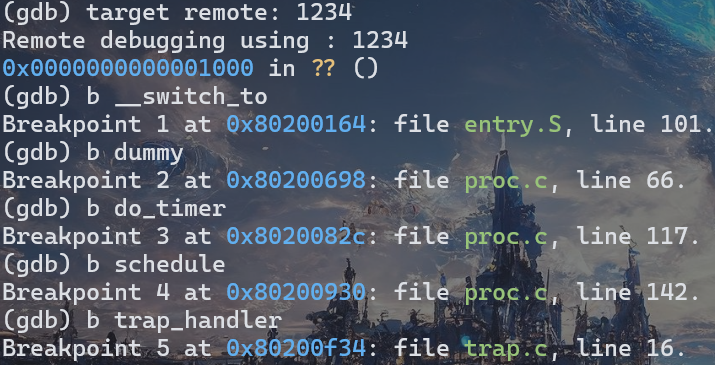 (gdb) target remote: 1234
Remote debugging using : 1234
0x0000000000001000 in ?? ()
(gdb) b __switch_to
Breakpoint 1 at 0x80200164: file entry.S, line 101.
(gdb) b dummy
Breakpoint 2 at 0x80200698: file proc.c, line 66.
(gdb) b do_timer
Breakpoint 3 at 0x8020082c: file proc.c, line 117.
(gdb) b schedule
Breakpoint 4 at 0x80200930: file proc.c, line 142.
(gdb) b trap_handler
Breakpoint 5 at 0x80200f34: file trap.c, line 16.